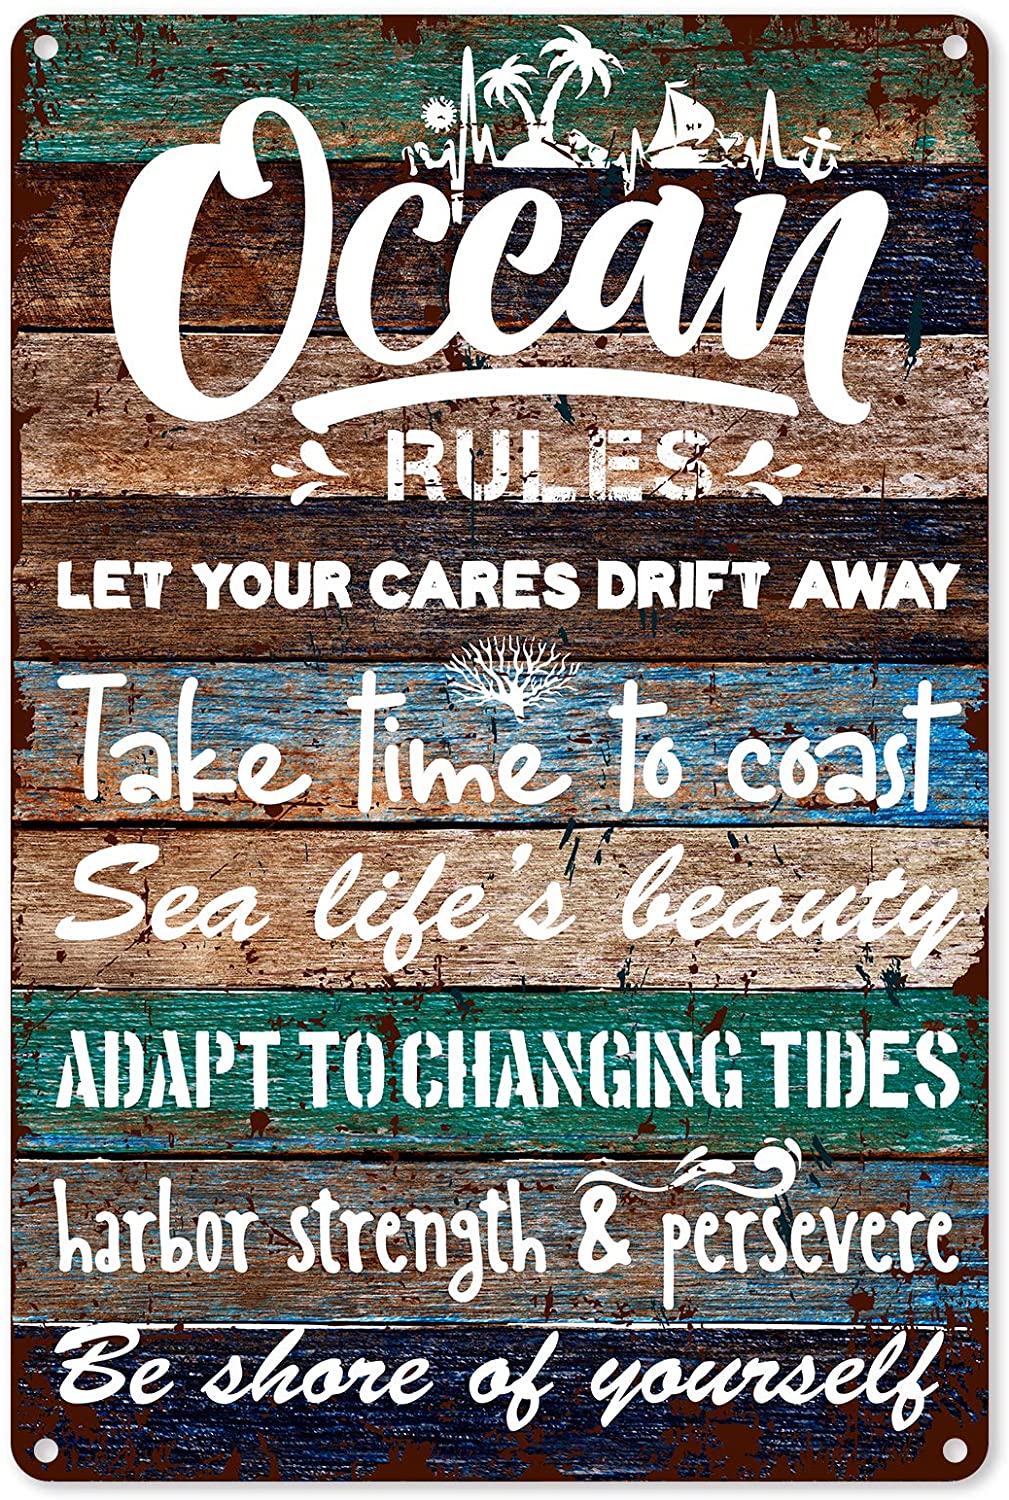 Ocean
RULES
LET YOUR CARES DRIFT AWAY
Take time to coast
Sea life's beauty
ADAPT TO CHANGING TIDES
harbor strength & persevere
Be shore of yourself